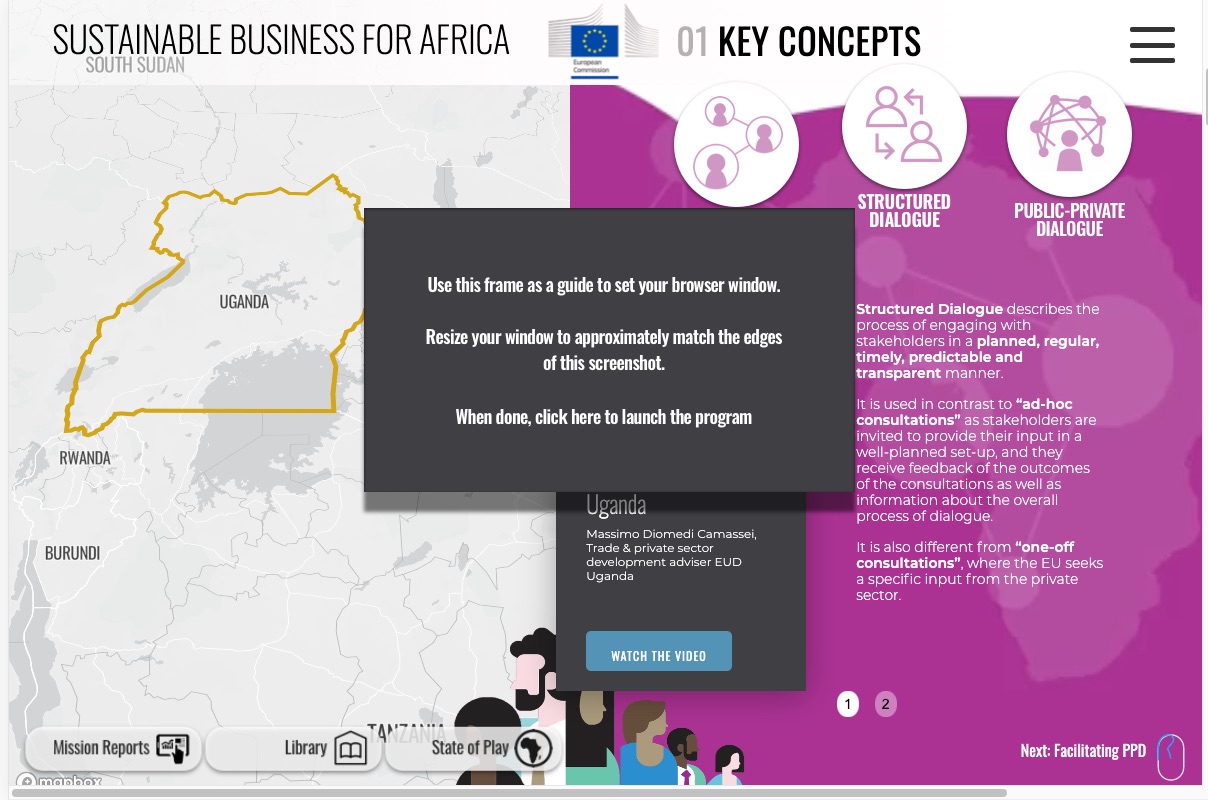 SUSTAINABLE BUSINESS FOR AFRICA
European
Commission
01 KEY CONCEPTS
SOUTH SUDAN
UGANDA
RWANDA
BURUNDI
TANZANIA
mapbox
STRUCTURED
DIALOGUE
PUBLIC-PRIVATE
DIALOGUE
Use this frame as a guide to set your browser window.
Resize your window to approximately match the edges
of this screenshot.
When done, click here to launch the program
Uganda
Massimo Diomedi Camassei,
Trade & private sector
development adviser EUD
Uganda
WATCH THE VIDEO
Structured Dialogue describes the
process of engaging with
stakeholders in a planned, regular,
timely, predictable and
transparent manner.
It is used in contrast to “ad-hoc
consultations” as stakeholders are
invited to provide their input in a
well-planned set-up, and they
receive feedback of the outcomes
of the consultations as well as
information about the overall
process of dialogue.
It is also different from “one-off
consultations”, where the EU seeks
a specific input from the private
sector.
1 2
Mission Reports
Library
State of Play
Next: Facilitating PPD